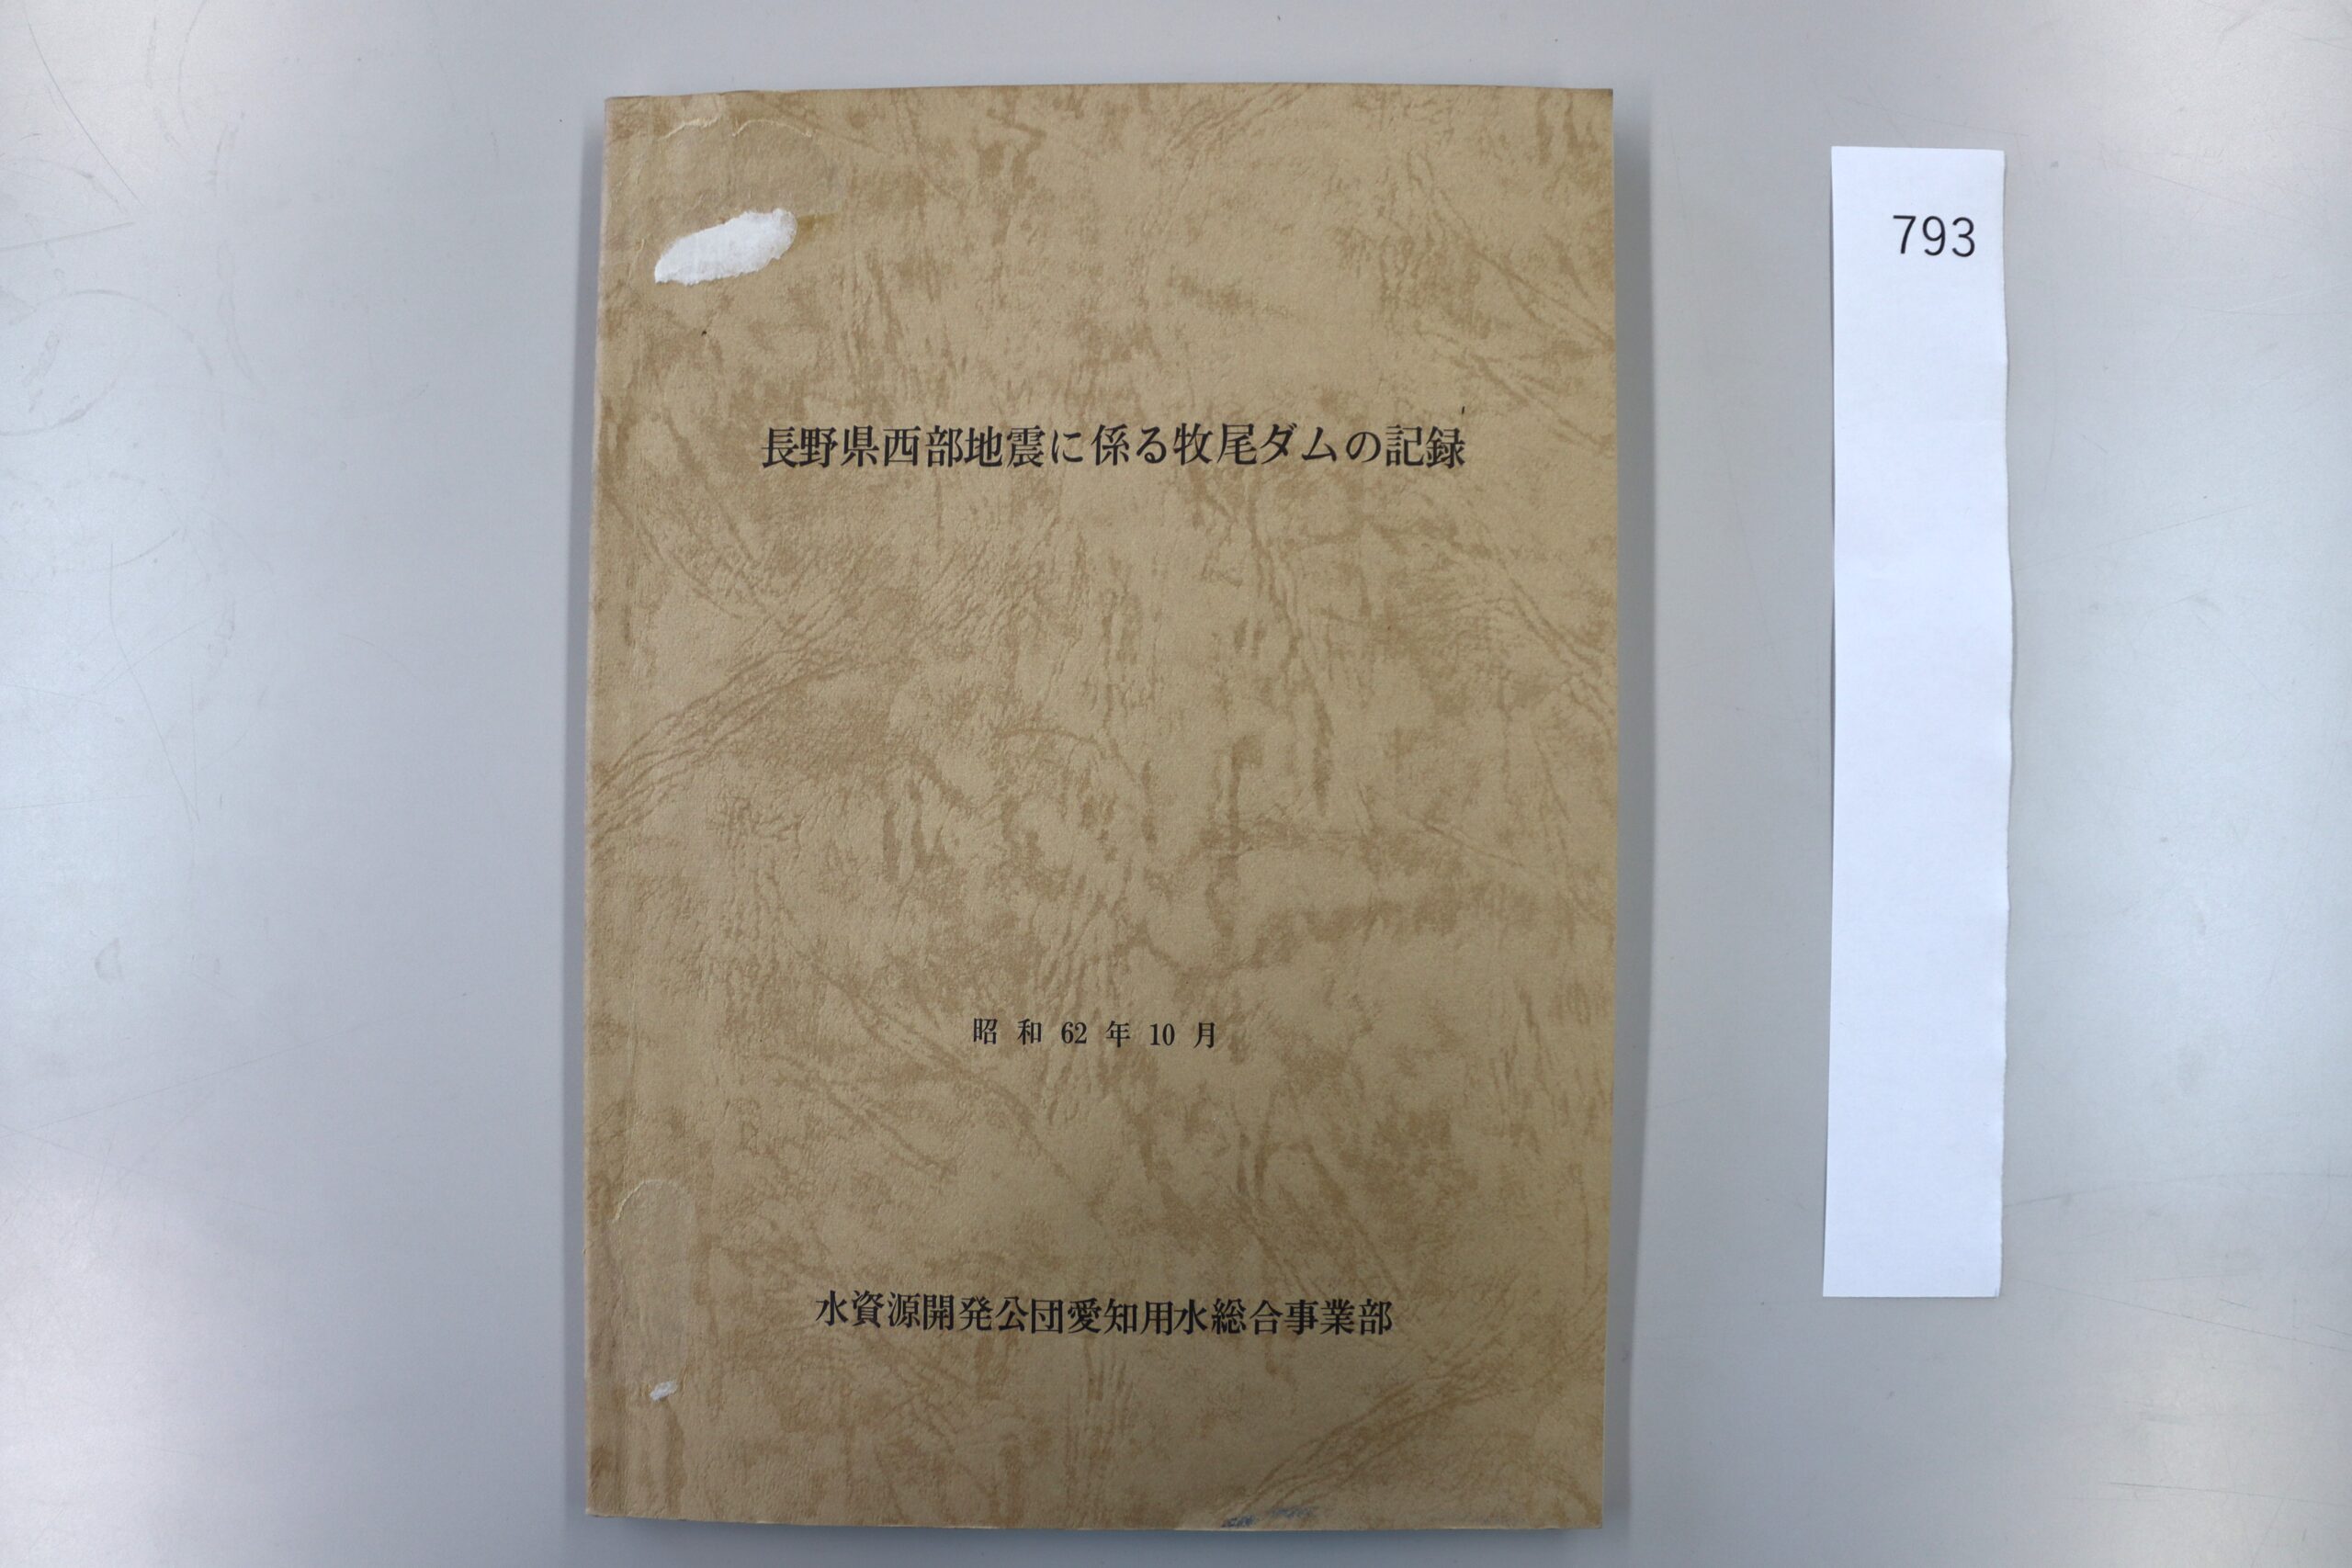 長野県西部地震に係る牧尾ダムの記録
昭和62年10月
水資源開発公団愛知用水総合事業部
793